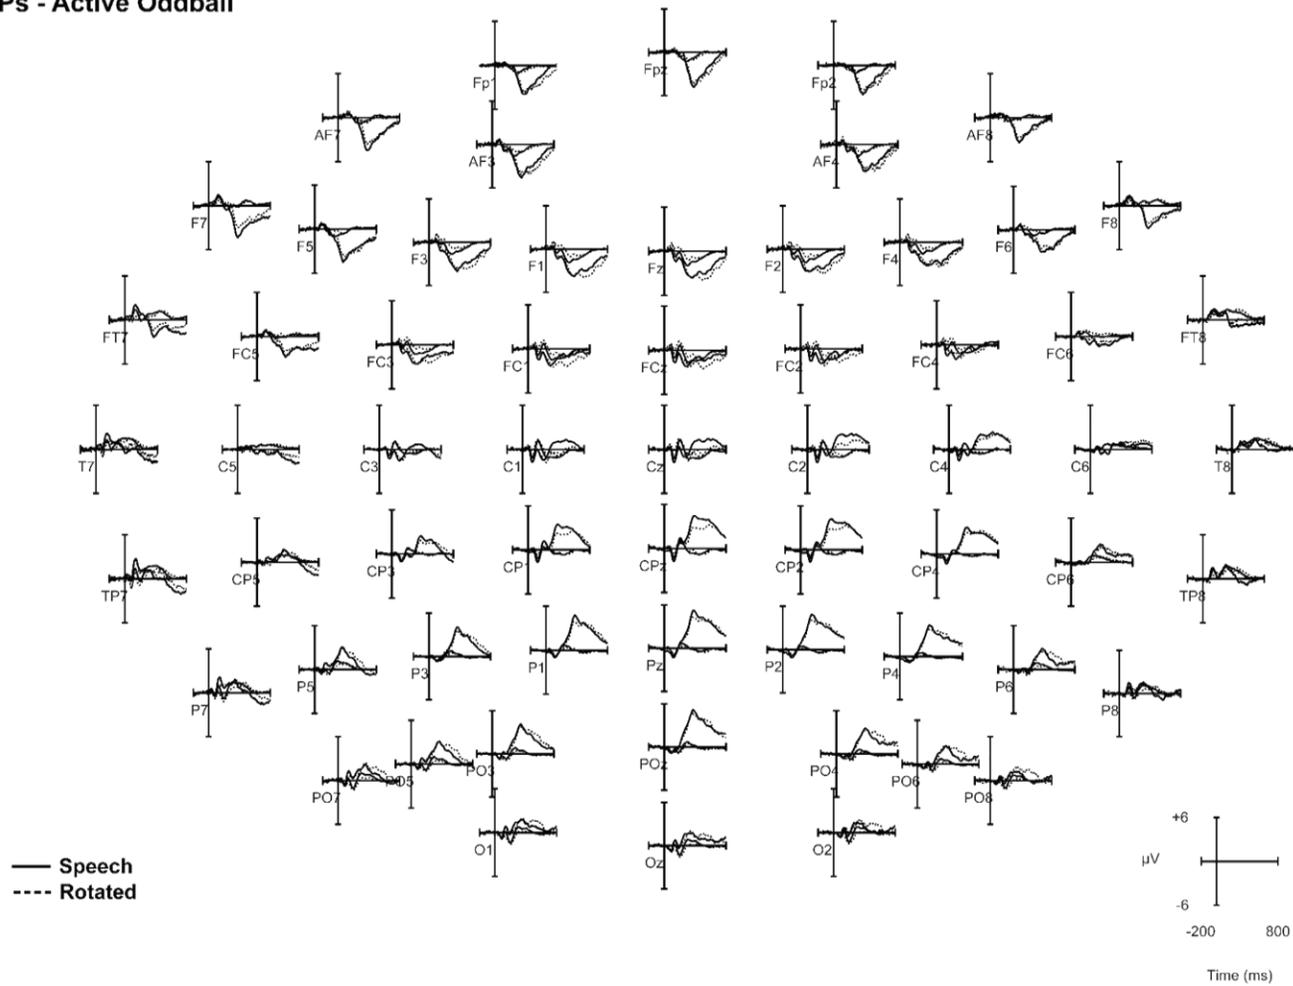 Ps - Active Oddball
Fp1 Fpz Fp2
AF7 AF3 AF4 AF8
F7 F5 F3 F1 Fz F2 F4 F6 F8
FT7 FC5 FC3 FC1 FCz FC2 FC4 FC6 FT8
T7 C5 C3 C1 Cz C2 C4 C6 T8
TP7 CP5 CP3 CP1 CPz CP2 CP4 CP6 TP8
P7 P5 P3 P1 Pz P2 P4 P6 P8
PO7 O5 PO3 POz PO4 PO6 PO8
O1 Oz O2
+6
µV
-6
-200 800
Time (ms)
Speech
Rotated